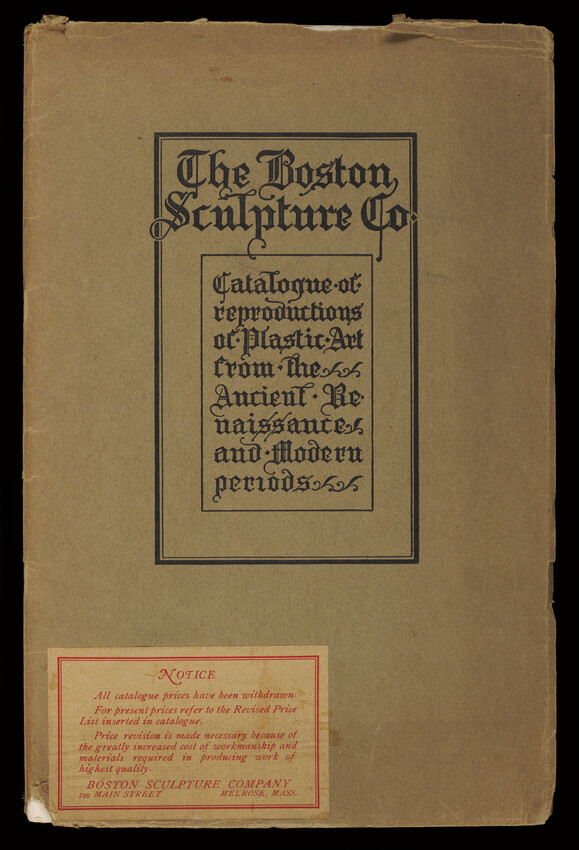 The Boston
Sculpture Co.
Catalogue·of·
reproductions
of·Plastic·Art
from·the
Ancient·Re-
naissance
and·Modern
periods
NOTICE
All catalogue prices have been withdrawn.
For present prices refer to the Revised Price
List inserted in catalogue.
Price revision is made necessary because of
the greatly increased cost of workmanship and
materials required in producing work of
highest quality.
BOSTON SCULPTURE COMPANY
799 MAIN STREET MELROSE, MASS.